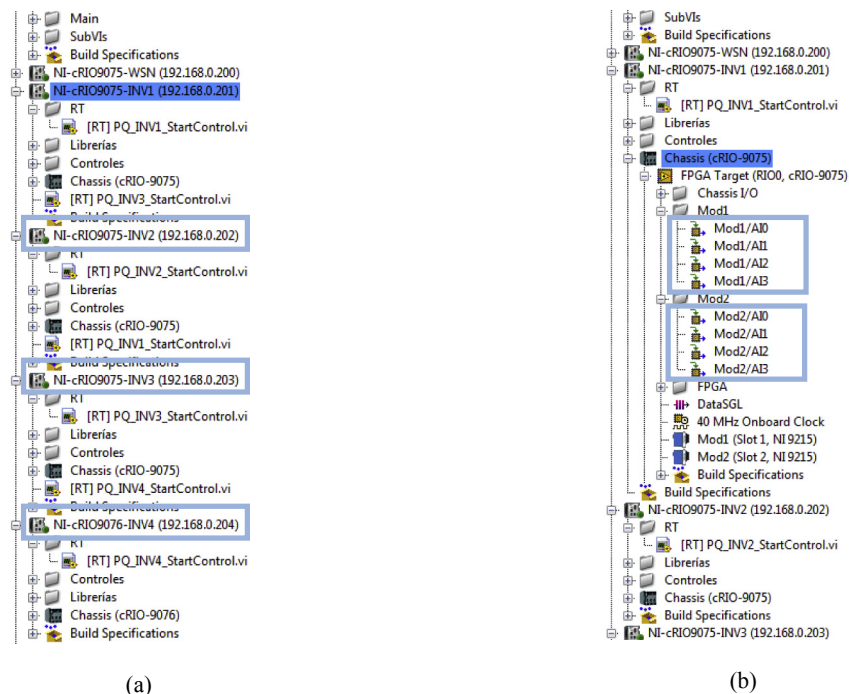 Main
SubVIs
Build Specifications
NI-cRIO9075-WSN (192.168.0.200)
NI-cRIO9075-INV1 (192.168.0.201)
RT
[RT] PQ_INV1_StartControl.vi
Librerías
Controles
Chassis (cRIO-9075)
[RT] PQ_INV3_StartControl.vi
Build Specifications
NI-cRIO9075-INV2 (192.168.0.202)
RT
[RT] PQ_INV2_StartControl.vi
Librerías
Controles
Chassis (cRIO-9075)
[RT] PQ_INV1_StartControl.vi
Build Specifications
NI-cRIO9075-INV3 (192.168.0.203)
RT
[RT] PQ_INV3_StartControl.vi
Librerías
Controles
Chassis (cRIO-9075)
[RT] PQ_INV4_StartControl.vi
Build Specifications
NI-cRIO9076-INV4 (192.168.0.204)
RT
[RT] PQ_INV4_StartControl.vi
Controles
Librerías
Chassis (cRIO-9076)
Build Specifications
(a)
SubVIs
Build Specifications
NI-cRIO9075-WSN (192.168.0.200)
NI-cRIO9075-INV1 (192.168.0.201)
RT
[RT] PQ_INV1_StartControl.vi
Librerías
Controles
Chassis (cRIO-9075)
FPGA Target (RIO0, cRIO-9075)
Chassis I/O
Mod1
Mod1/AI0
Mod1/AI1
Mod1/AI2
Mod1/AI3
Mod2
Mod2/AI0
Mod2/AI1
Mod2/AI2
Mod2/AI3
FPGA
DataSGL
40 MHz Onboard Clock
Mod1 (Slot 1, NI 9215)
Mod2 (Slot 2, NI 9215)
Build Specifications
Build Specifications
NI-cRIO9075-INV2 (192.168.0.202)
RT
[RT] PQ_INV2_StartControl.vi
Librerías
Controles
Chassis (cRIO-9075)
Build Specifications
NI-cRIO9075-INV3 (192.168.0.203)
(b)